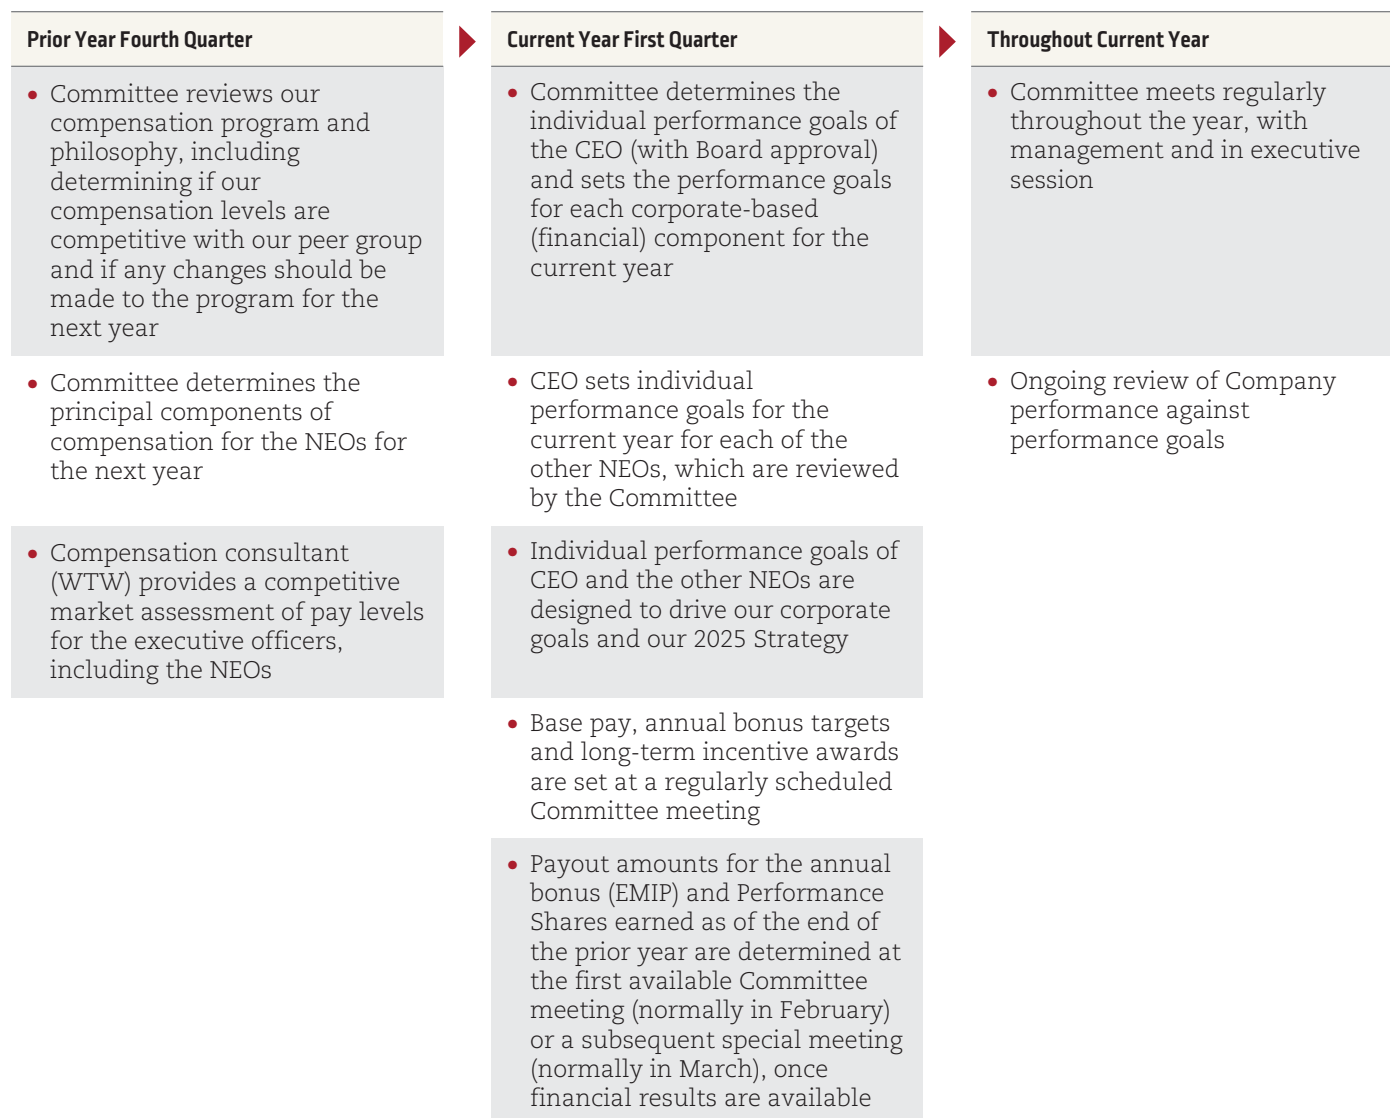 Prior Year Fourth Quarter
• Committee reviews our
compensation program and
philosophy, including
determining if our
compensation levels are
competitive with our peer group
and if any changes should be
made to the program for the
next year
• Committee determines the
principal components of
compensation for the NEOs for
the next year
• Compensation consultant
(WTW) provides a competitive
market assessment of pay levels
for the executive officers,
including the NEOs
Current Year First Quarter
• Committee determines the
individual performance goals of
the CEO (with Board approval)
and sets the performance goals
for each corporate-based
(financial) component for the
current year
• CEO sets individual
performance goals for the
current year for each of the
other NEOs, which are reviewed
by the Committee
• Individual performance goals of
CEO and the other NEOs are
designed to drive our corporate
goals and our 2025 Strategy
• Base pay, annual bonus targets
and long-term incentive awards
are set at a regularly scheduled
Committee meeting
• Payout amounts for the annual
bonus (EMIP) and Performance
Shares earned as of the end of
the prior year are determined at
the first available Committee
meeting (normally in February)
or a subsequent special meeting
(normally in March), once
financial results are available
Throughout Current Year
• Committee meets regularly
throughout the year, with
management and in executive
session
• Ongoing review of Company
performance against
performance goals